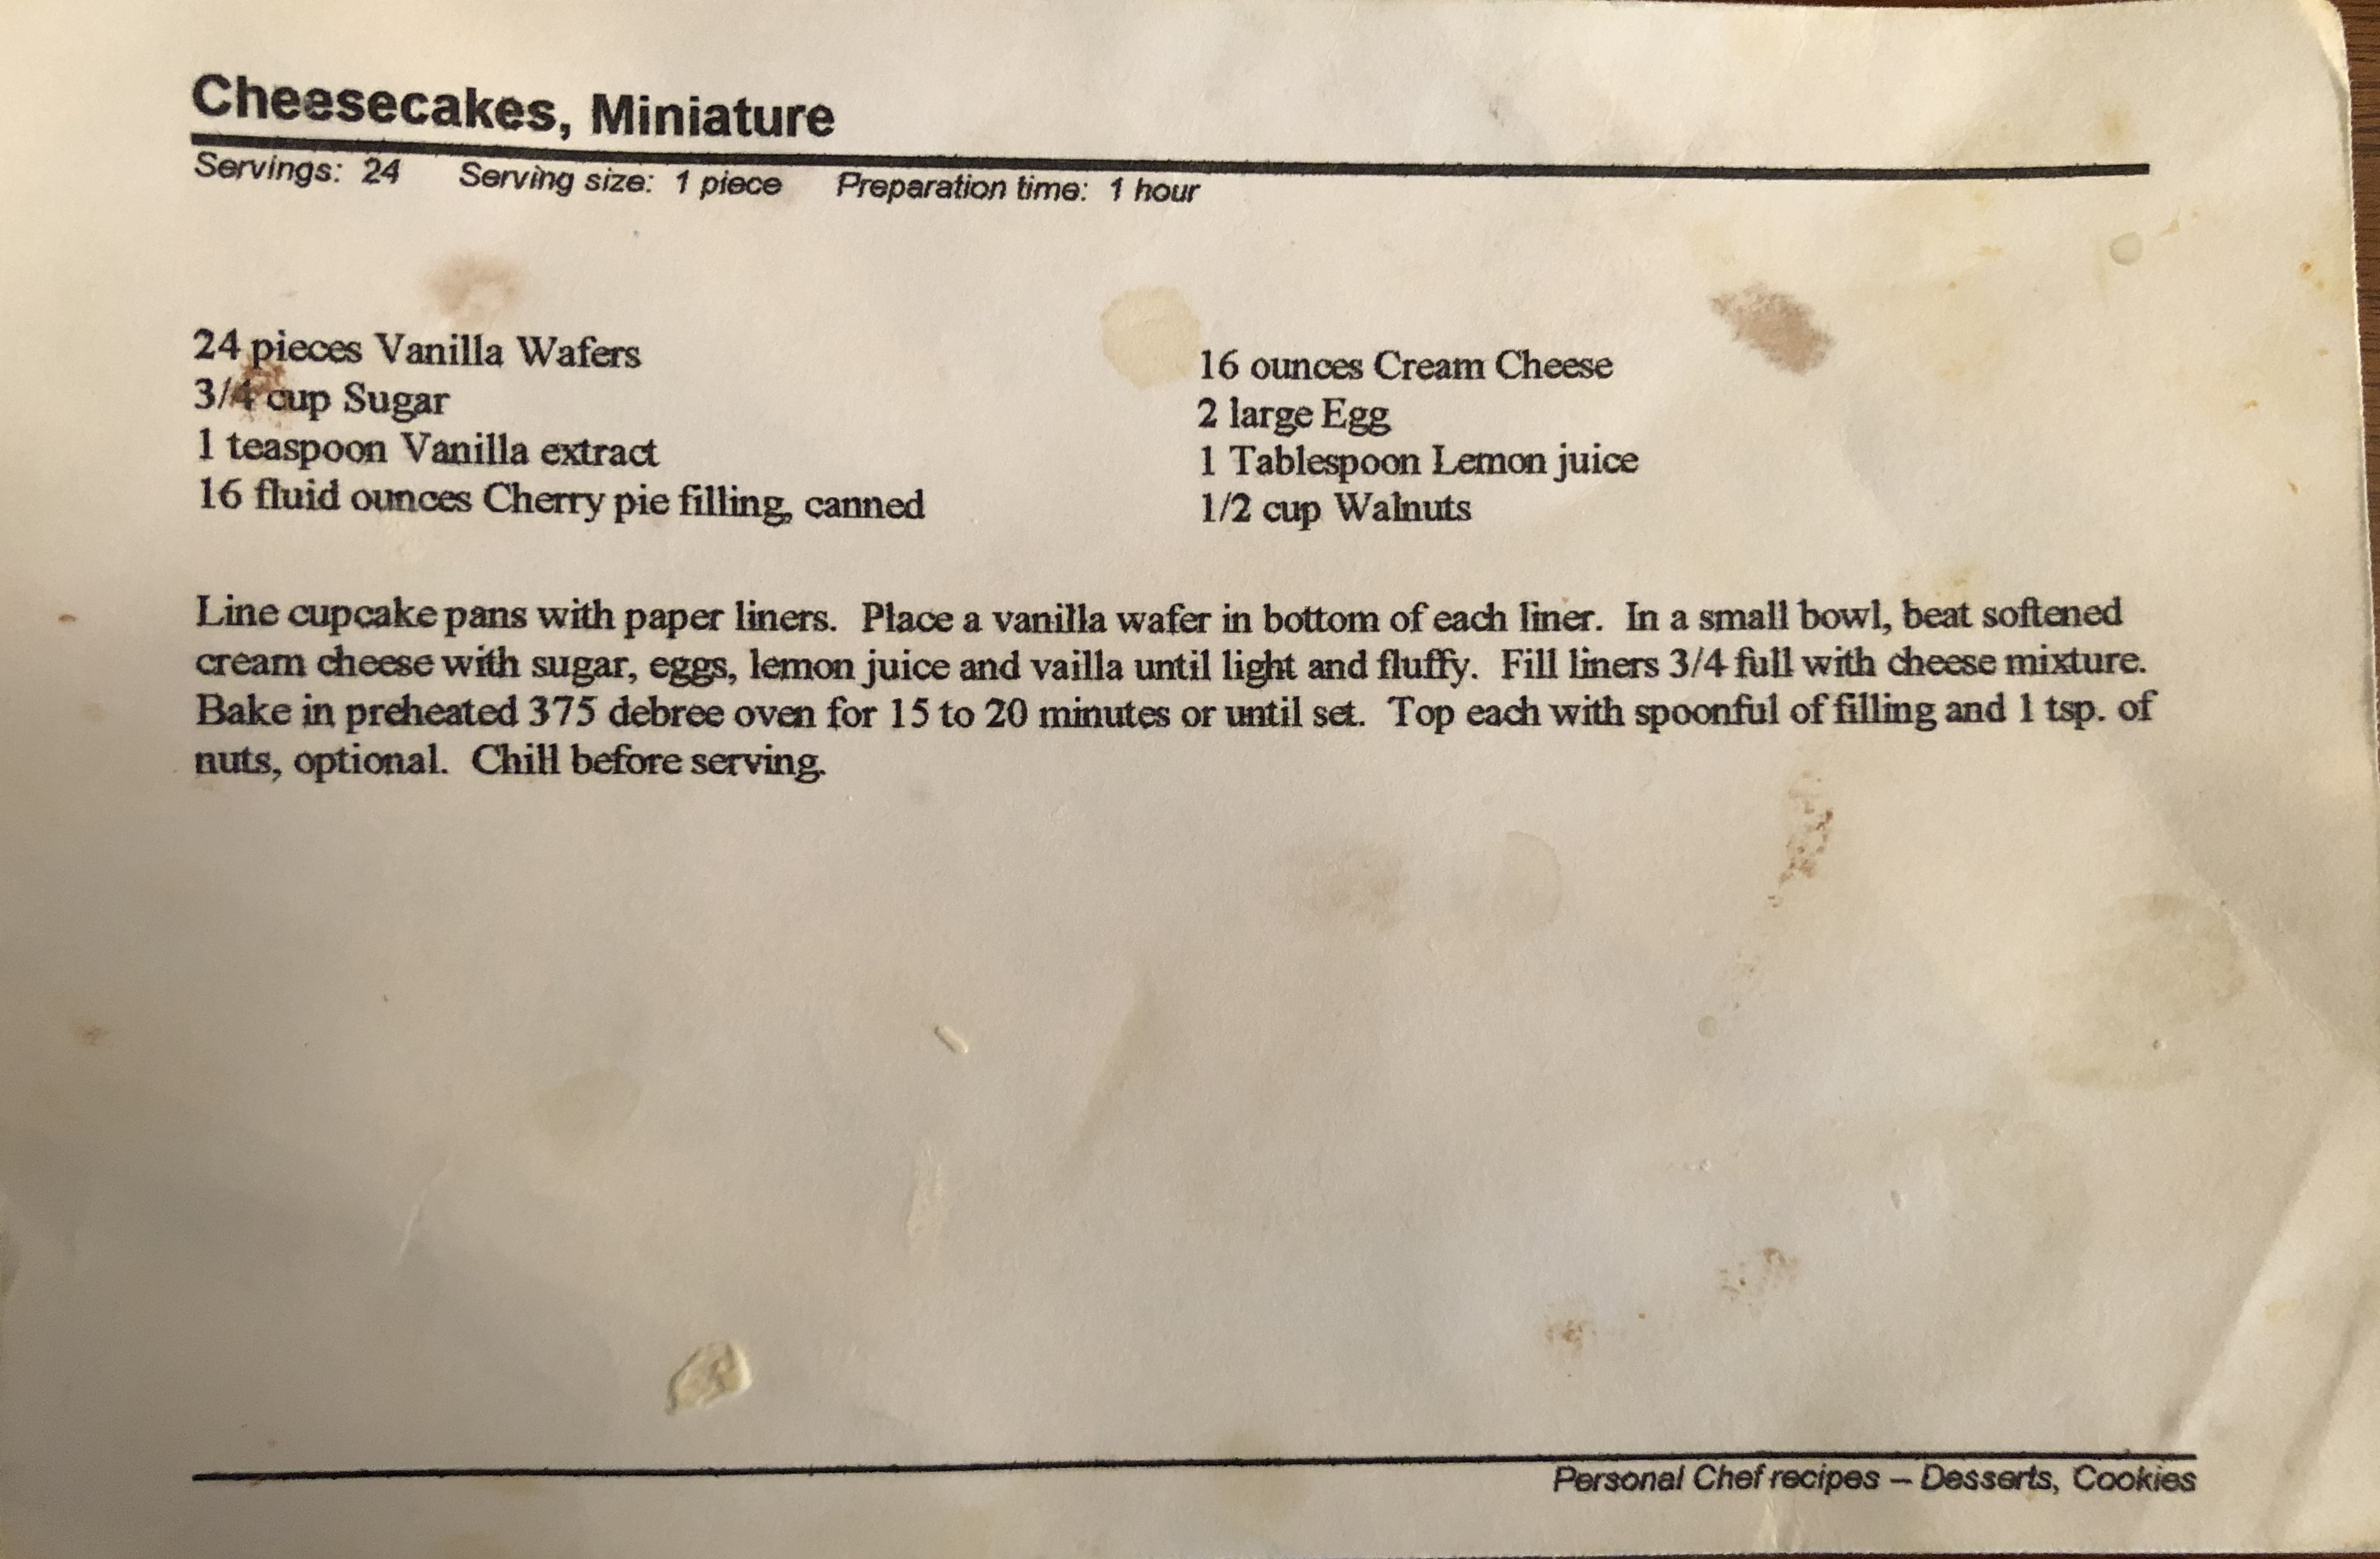 Cheesecakes, Miniature
Servings: 24 Serving size: 1 piece Preparation time: 1 hour
24 pieces Vanilla Wafers
3/4 cup Sugar
1 teaspoon Vanilla extract
16 fluid ounces Cherry pie filling, canned
16 ounces Cream Cheese
2 large Egg
1 Tablespoon Lemon juice
1/2 cup Walnuts
Line cupcake pans with paper liners. Place a vanilla wafer in bottom of each liner. In a small bowl, beat softened
cream cheese with sugar, eggs, lemon juice and vailla until light and fluffy. Fill liners 3/4 full with cheese mixture.
Bake in preheated 375 debree oven for 15 to 20 minutes or until set. Top each with spoonful of filling and 1 tsp. of
nuts, optional. Chill before serving.
Personal Chef recipes – Desserts, Cookies